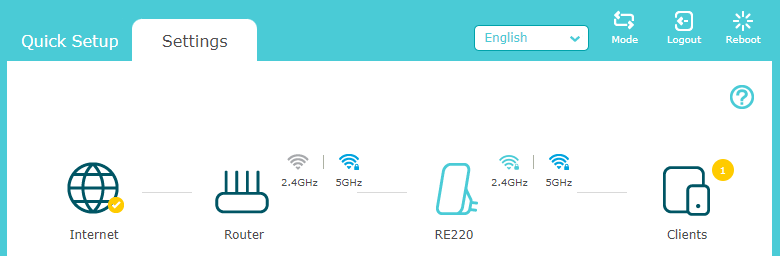 Quick Setup
Settings
English
Mode
Logout
Reboot
?
2.4GHz
5GHz
2.4GHz
5GHz
1
Internet
Router
RE220
Clients